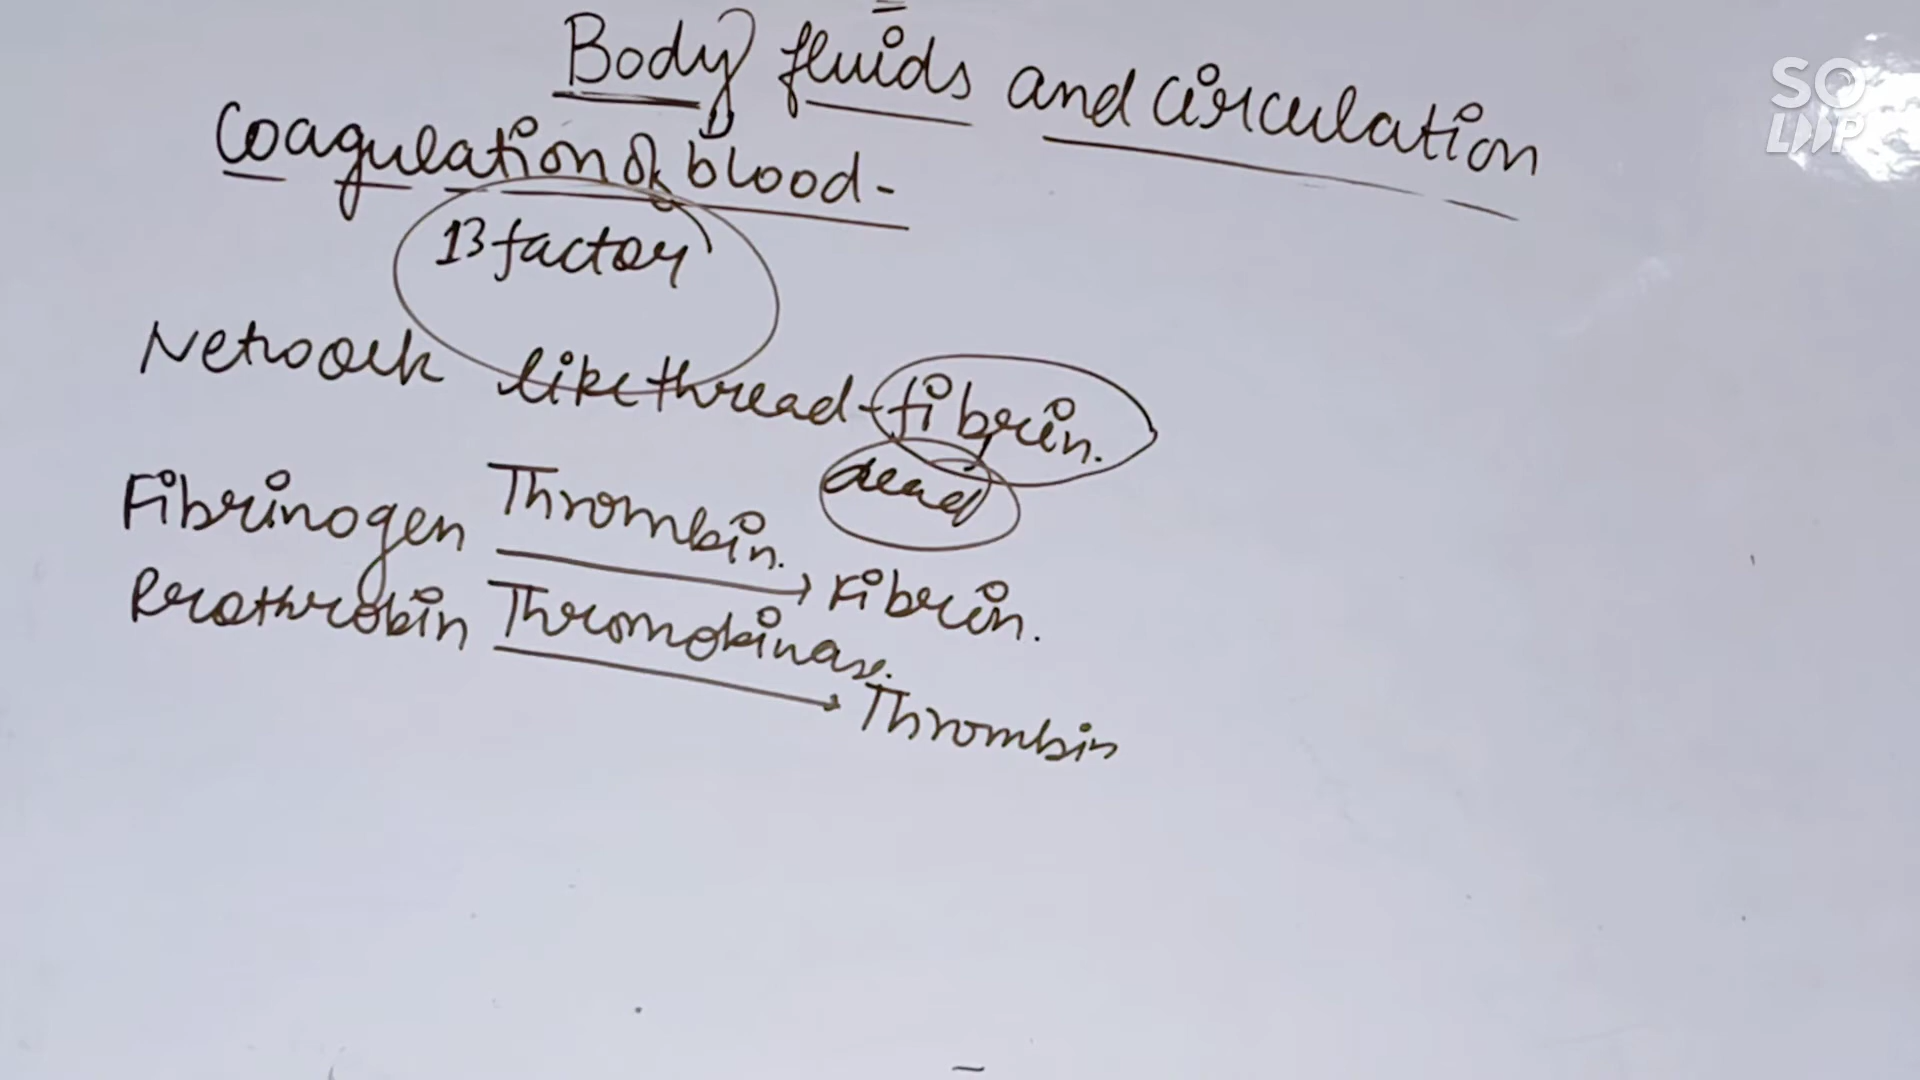 Body fluids and circulation
Coagulation of blood-
13 factor
Network like thread-fibrin.
dead
Fibrinogen Thrombin. → Fibrin.
Prothrobin Thromokinase. → Thrombin
SO
LOOP